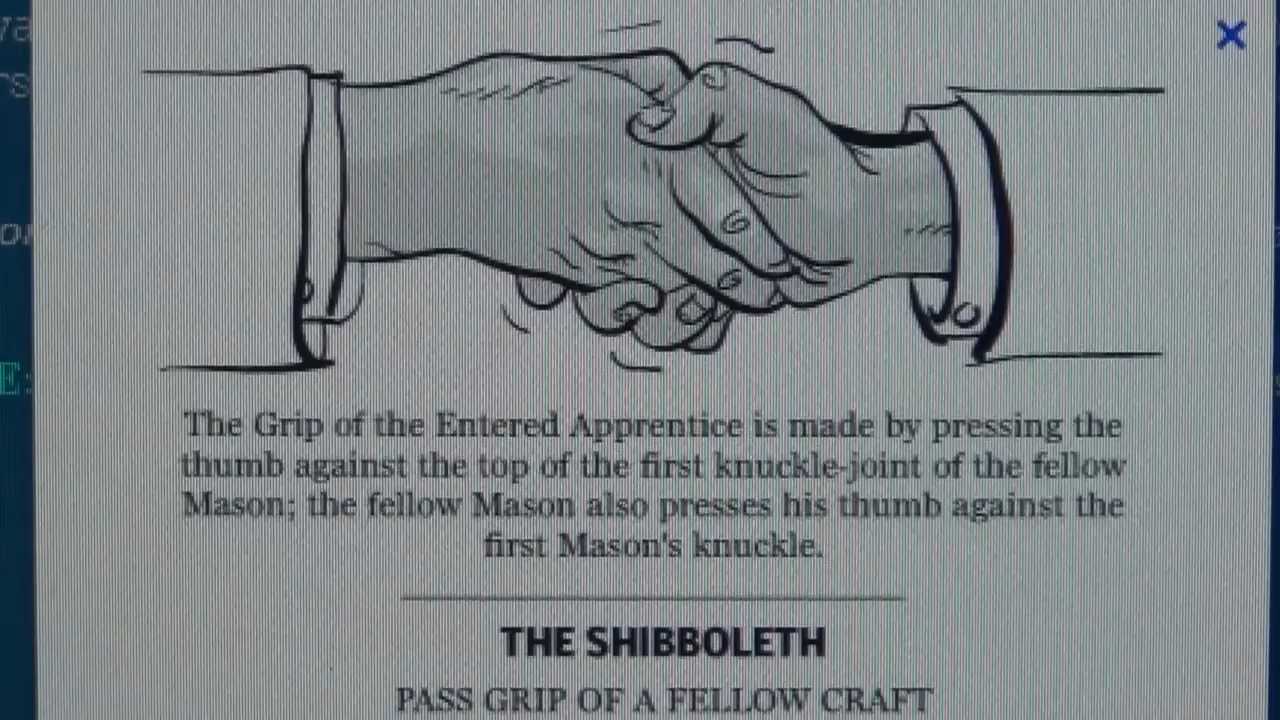 The Grip of the Entered Apprentice is made by pressing the
thumb against the top of the first knuckle-joint of the fellow
Mason; the fellow Mason also presses his thumb against the
first Mason's knuckle.
THE SHIBBOLETH
PASS GRIP OF A FELLOW CRAFT